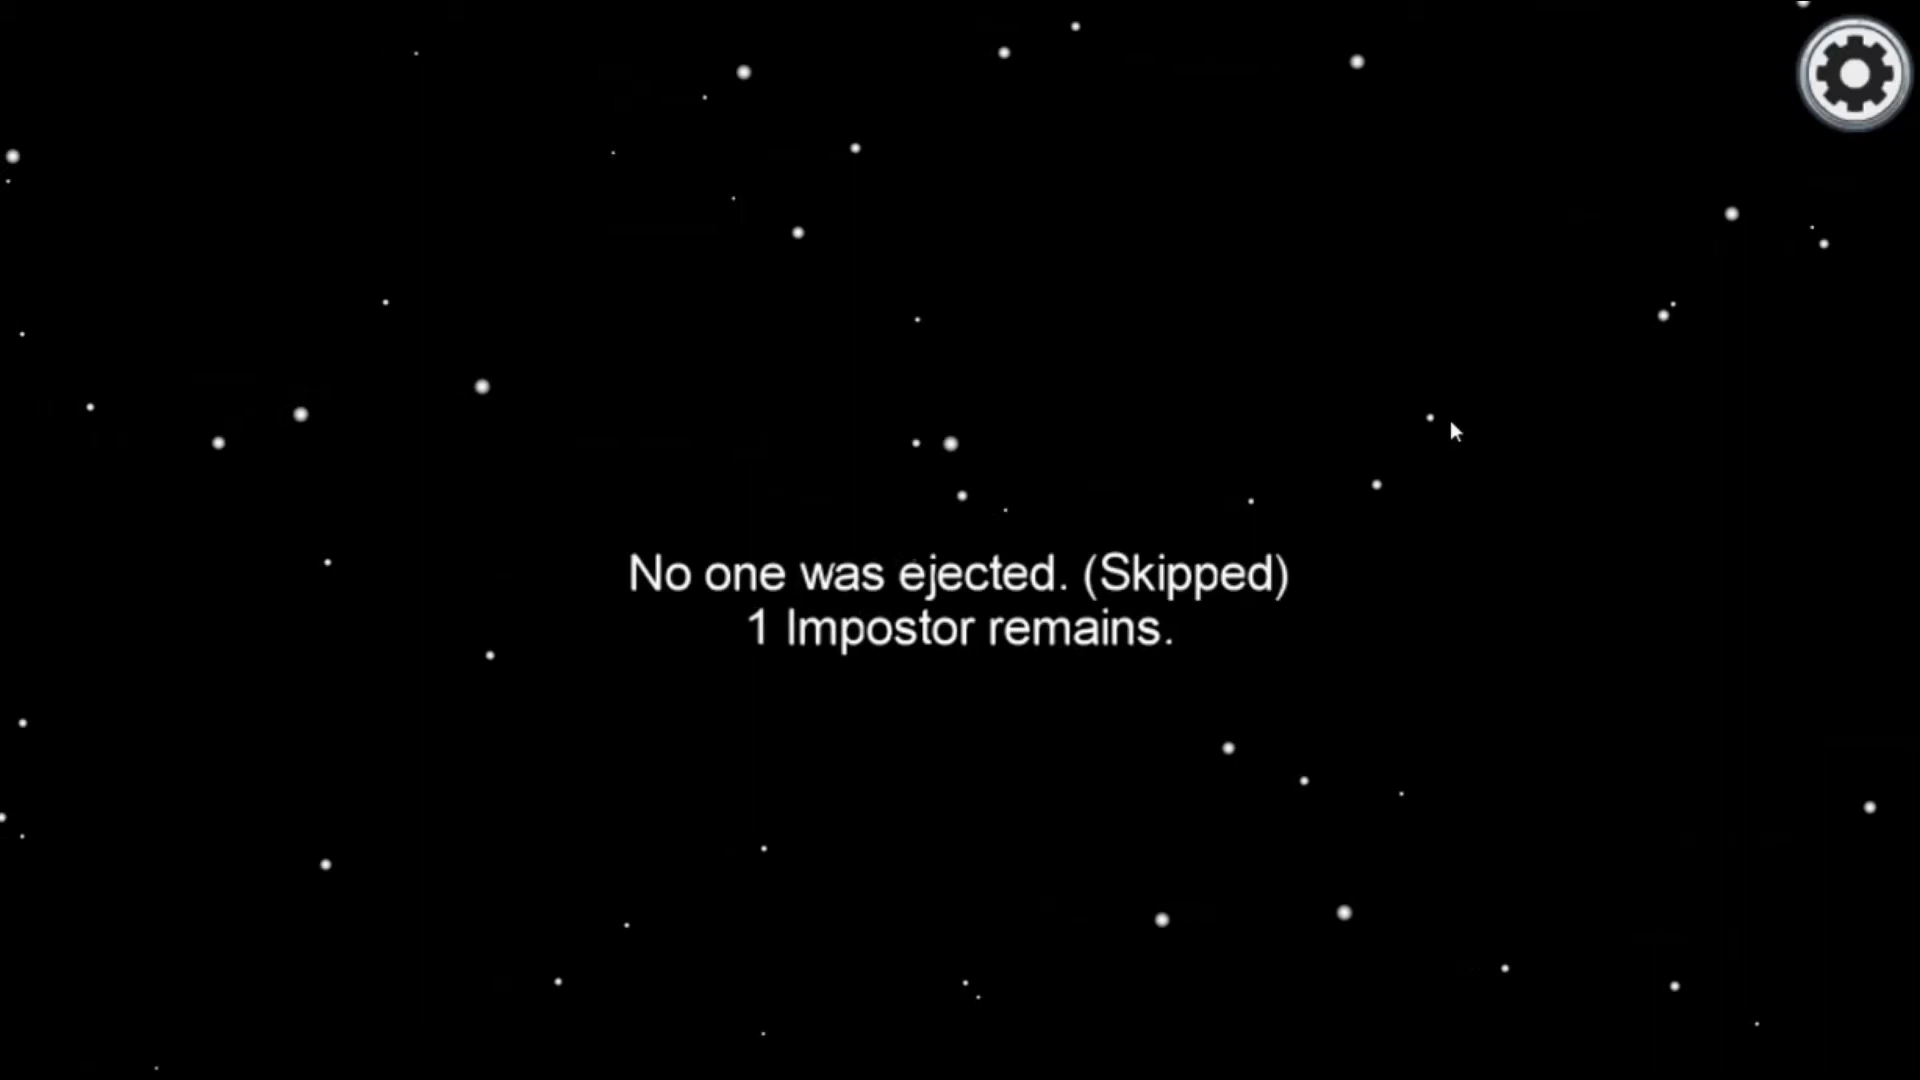 No one was ejected. (Skipped)
1 Impostor remains.